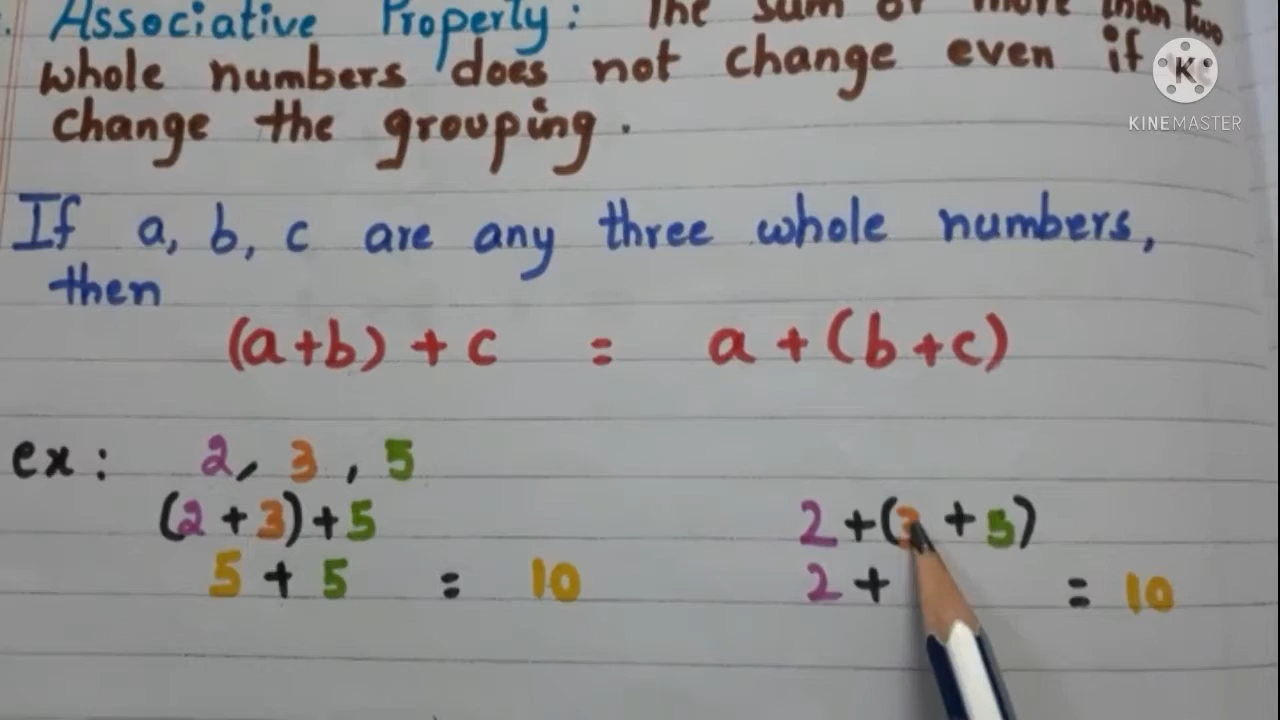 Associative Property: The sum of more than Two
whole numbers does not change even if
change the grouping.
KINEMASTER
If a, b, c are any three whole numbers,
then
(a+b) + c = a + (b+c)
ex: 2, 3, 5
(2 + 3) + 5 2 + (3 + 5)
5 + 5 = 10 2 + = 10